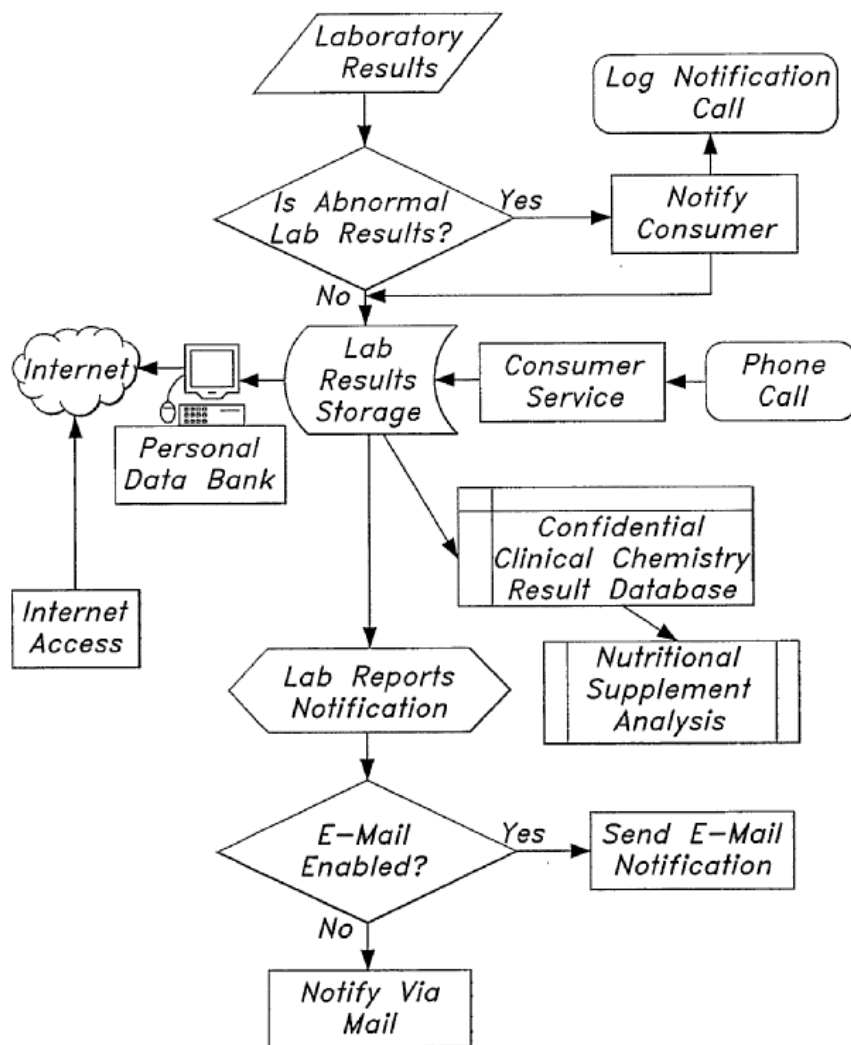 Laboratory
Results
Log Notification
Call
Is Abnormal
Lab Results?
Yes
Notify
Consumer
No
Internet
Lab
Results
Storage
Consumer
Service
Phone
Call
Personal
Data Bank
Confidential
Clinical Chemistry
Result Database
Internet
Access
Lab Reports
Notification
Nutritional
Supplement
Analysis
E-Mail
Enabled?
Yes
Send E-Mail
Notification
No
Notify Via
Mail